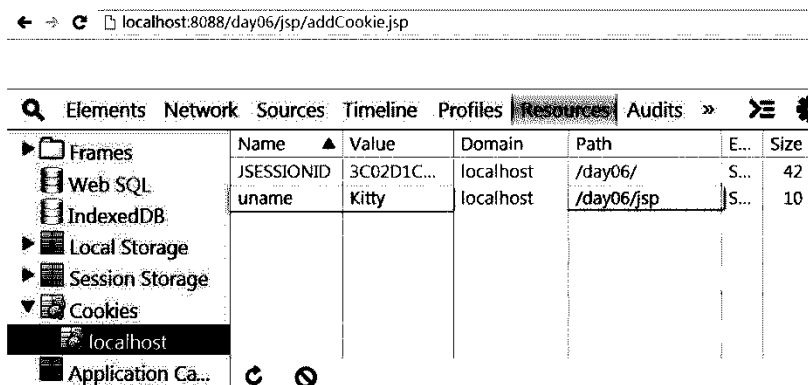 localhost:8088/day06/jsp/addCookie.jsp
Elements Network Sources Timeline Profiles Resources Audits »
Frames
Web SQL
IndexedDB
Local Storage
Session Storage
Cookies
localhost
Application Ca...
Name ▲ Value Domain Path E... Size
JSESSIONID 3C02D1C... localhost /day06/ S... 42
uname Kitty localhost /day06/jsp S... 10